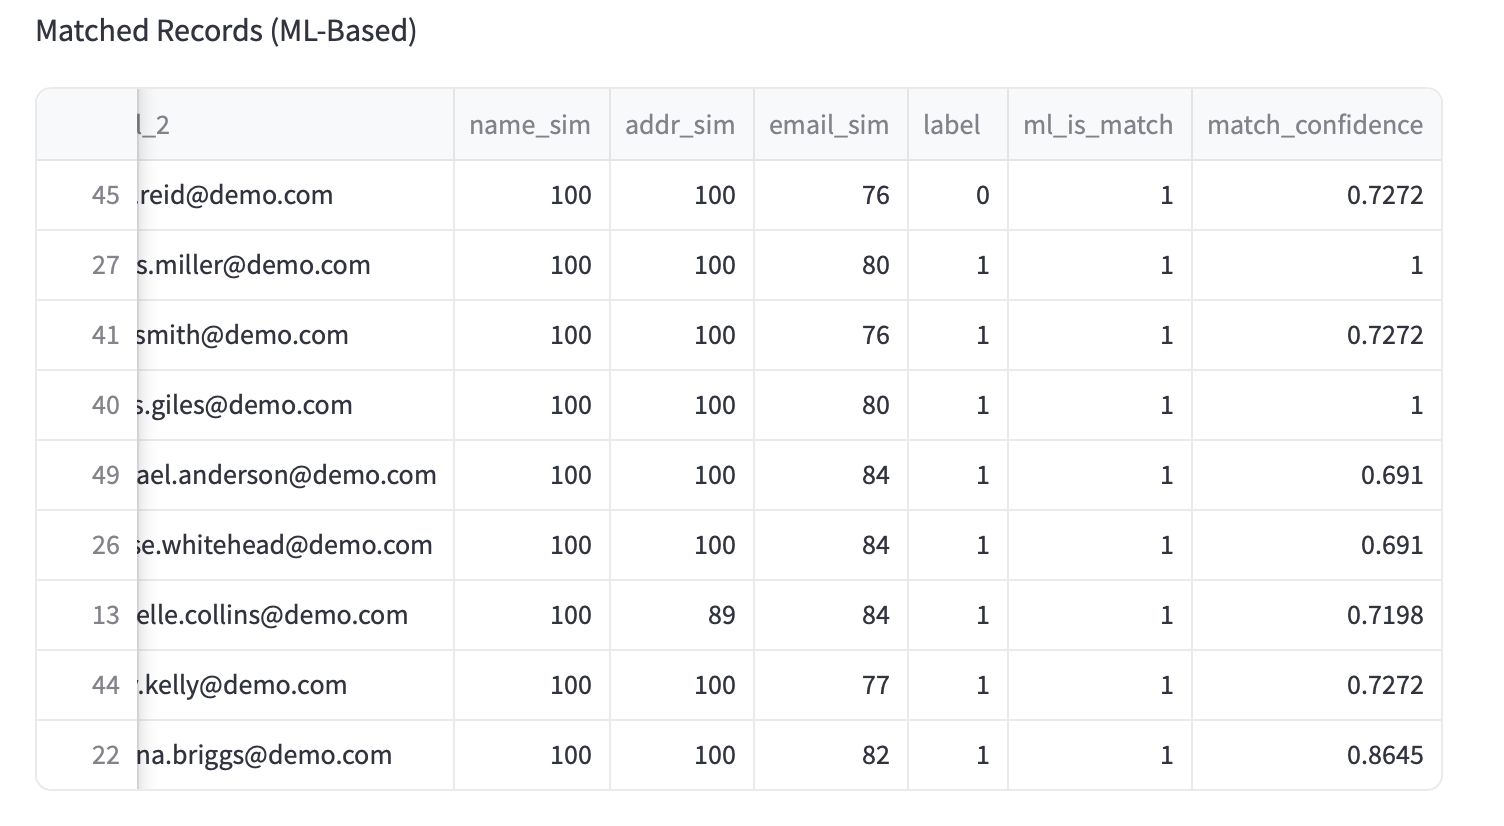 Matched Records (ML-Based)
l_2 name_sim addr_sim email_sim label ml_is_match match_confidence
45 .reid@demo.com 100 100 76 0 1 0.7272
27 s.miller@demo.com 100 100 80 1 1 1
41 smith@demo.com 100 100 76 1 1 0.7272
40 s.giles@demo.com 100 100 80 1 1 1
49 ael.anderson@demo.com 100 100 84 1 1 0.691
26 se.whitehead@demo.com 100 100 84 1 1 0.691
13 elle.collins@demo.com 100 89 84 1 1 0.7198
44 .kelly@demo.com 100 100 77 1 1 0.7272
22 na.briggs@demo.com 100 100 82 1 1 0.8645